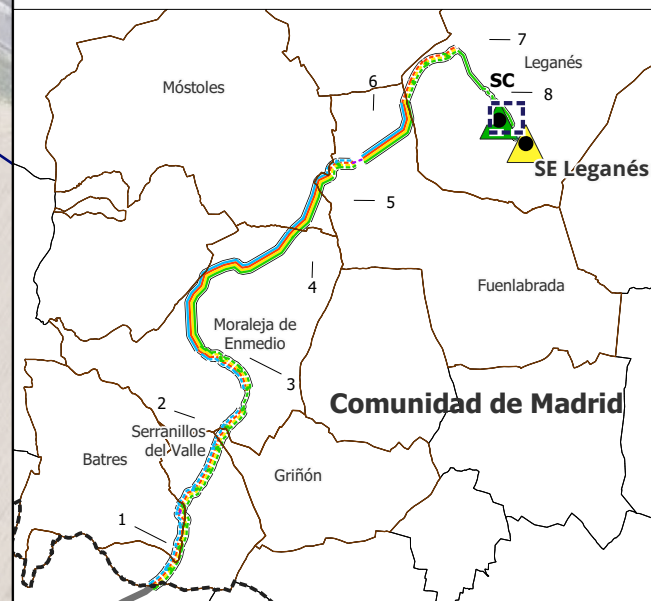 7
Leganés
6
SC
Móstoles
8
SE Leganés
5
4
Fuenlabrada
Moraleja de
Enmedio
3
Comunidad de Madrid
2
Serranillos
del Valle
Batres
Griñón
1